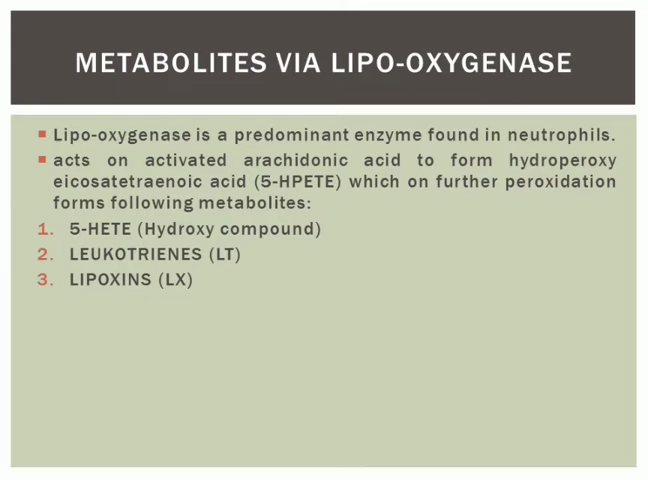 METABOLITES VIA LIPO-OXYGENASE
Lipo-oxygenase is a predominant enzyme found in neutrophils.
acts on activated arachidonic acid to form hydroperoxy
eicosatetraenoic acid (5-HPETE) which on further peroxidation
forms following metabolites:
1. 5-HETE (Hydroxy compound)
2. LEUKOTRIENES (LT)
3. LIPOXINS (LX)